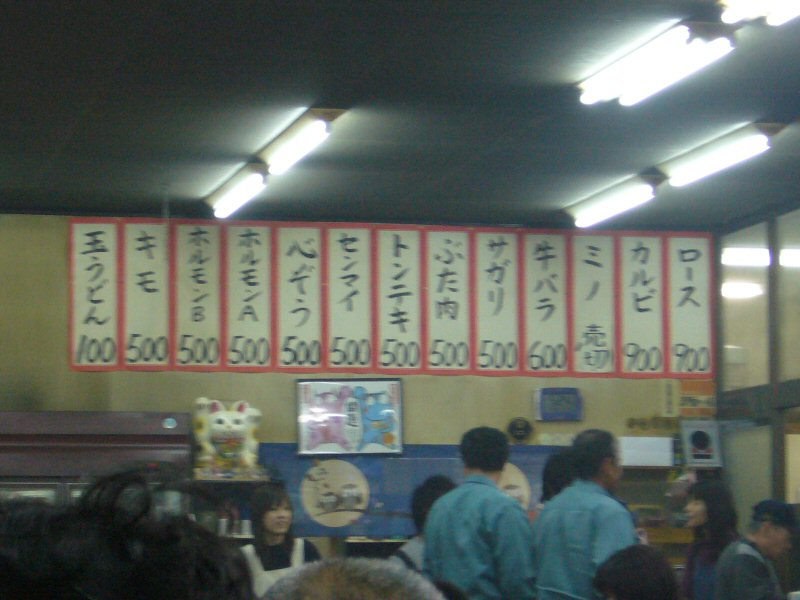 ロース 900
カルビ 900
ミノ 売切
牛バラ 600
サガリ 500
ぶた肉 500
トンテキ 500
センマイ 500
心ぞう 500
ホルモンA 500
ホルモンB 500
キモ 500
玉うどん 100